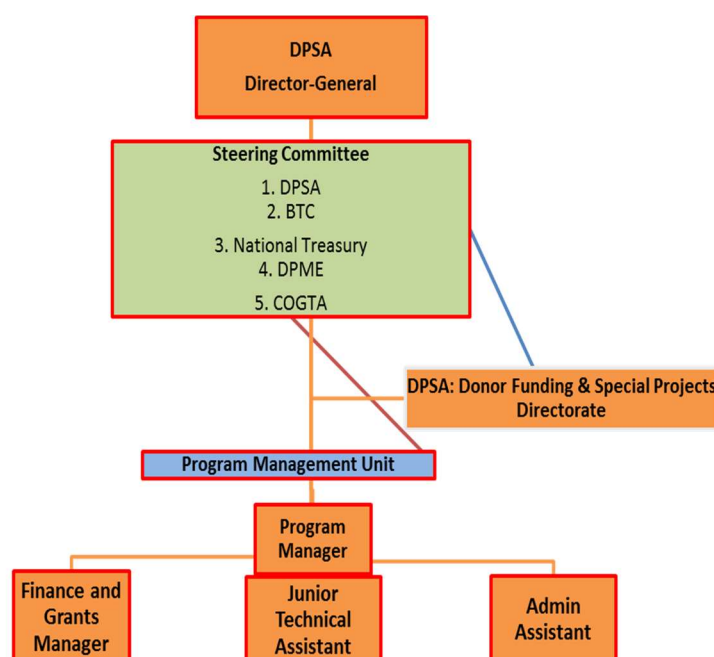 DPSA
Director-General
Steering Committee
1. DPSA
2. BTC
3. National Treasury
4. DPME
5. COGTA
DPSA: Donor Funding & Special Projects
Directorate
Program Management Unit
Program
Manager
Finance and
Grants
Manager
Junior
Technical
Assistant
Admin
Assistant